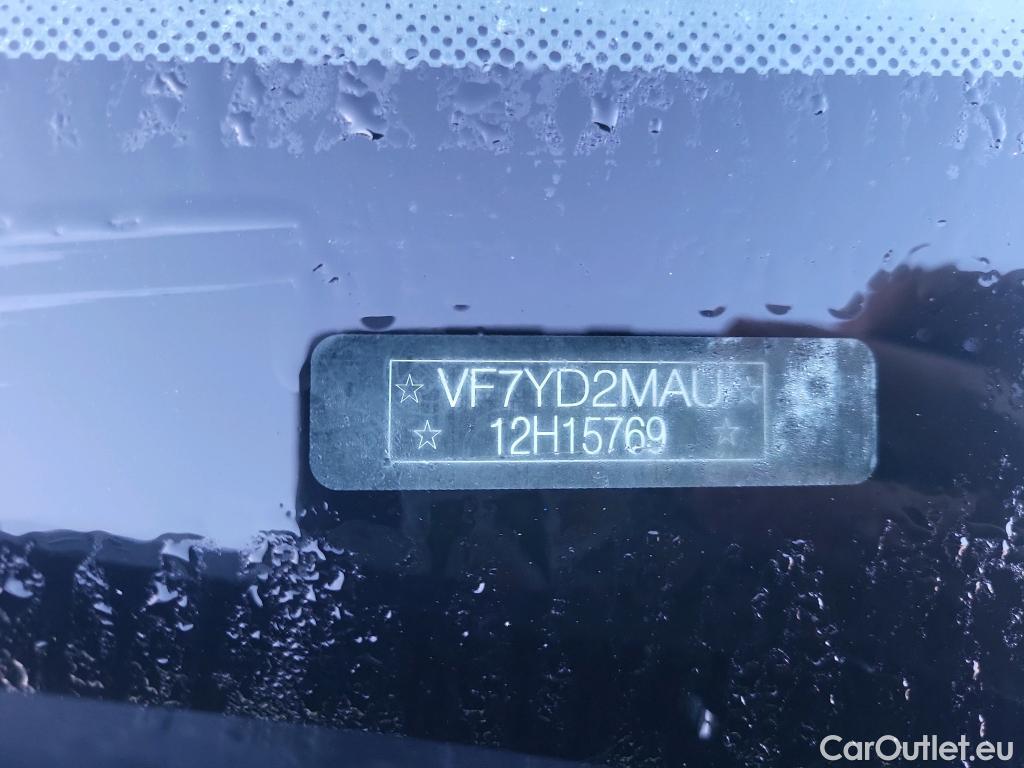 ☆ VF7YD2MAU ☆
☆ 12H15769 ☆
CarOutlet.eu